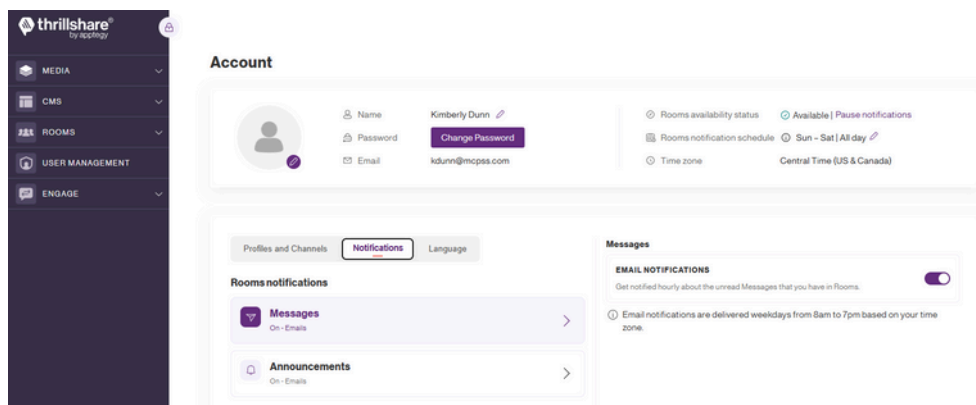 thrillshare®
by apptegy
MEDIA
CMS
ROOMS
USER MANAGEMENT
ENGAGE
Account
Name Kimberly Dunn
Password Change Password
Email kdunn@mcpss.com
Rooms availability status Available | Pause notifications
Rooms notification schedule Sun - Sat | All day
Time zone Central Time (US & Canada)
Profiles and Channels Notifications Language
Rooms notifications
Messages
On - Emails
Announcements
On - Emails
Messages
EMAIL NOTIFICATIONS
Get notified hourly about the unread Messages that you have in Rooms.
Email notifications are delivered weekdays from 8am to 7pm based on your time
zone.